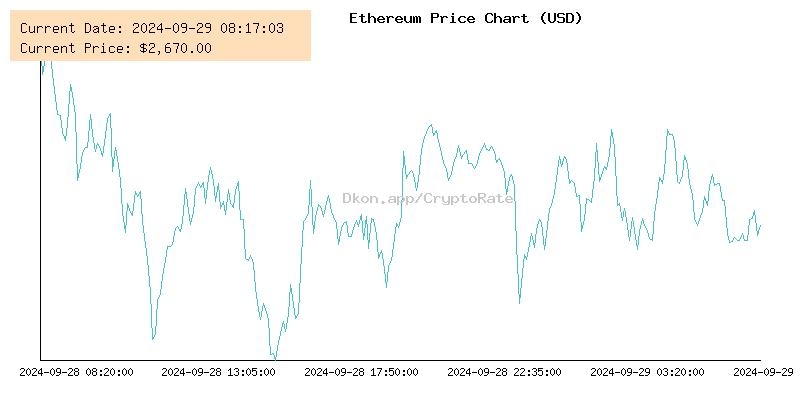 Ethereum Price Chart (USD)
Current Date: 2024-09-29 08:17:03
Current Price: $2,670.00
Dkon.app/CryptoRate
2024-09-28 08:20:00 2024-09-28 13:05:00 2024-09-28 17:50:00 2024-09-28 22:35:00 2024-09-29 03:20:00 2024-09-29